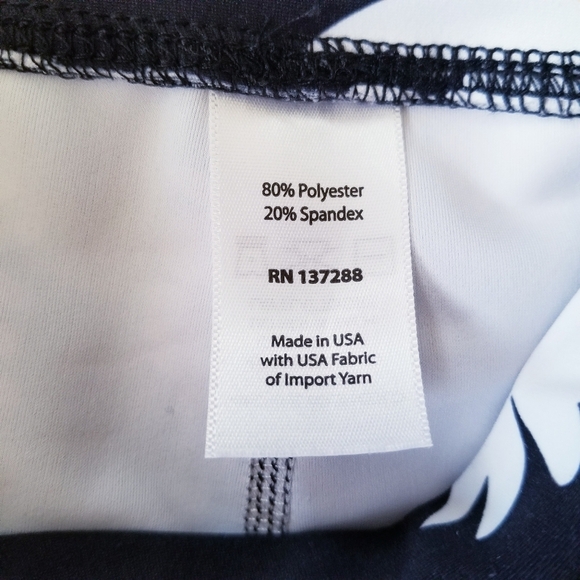 80% Polyester
20% Spandex
RN 137288
Made in USA
with USA Fabric
of Import Yarn